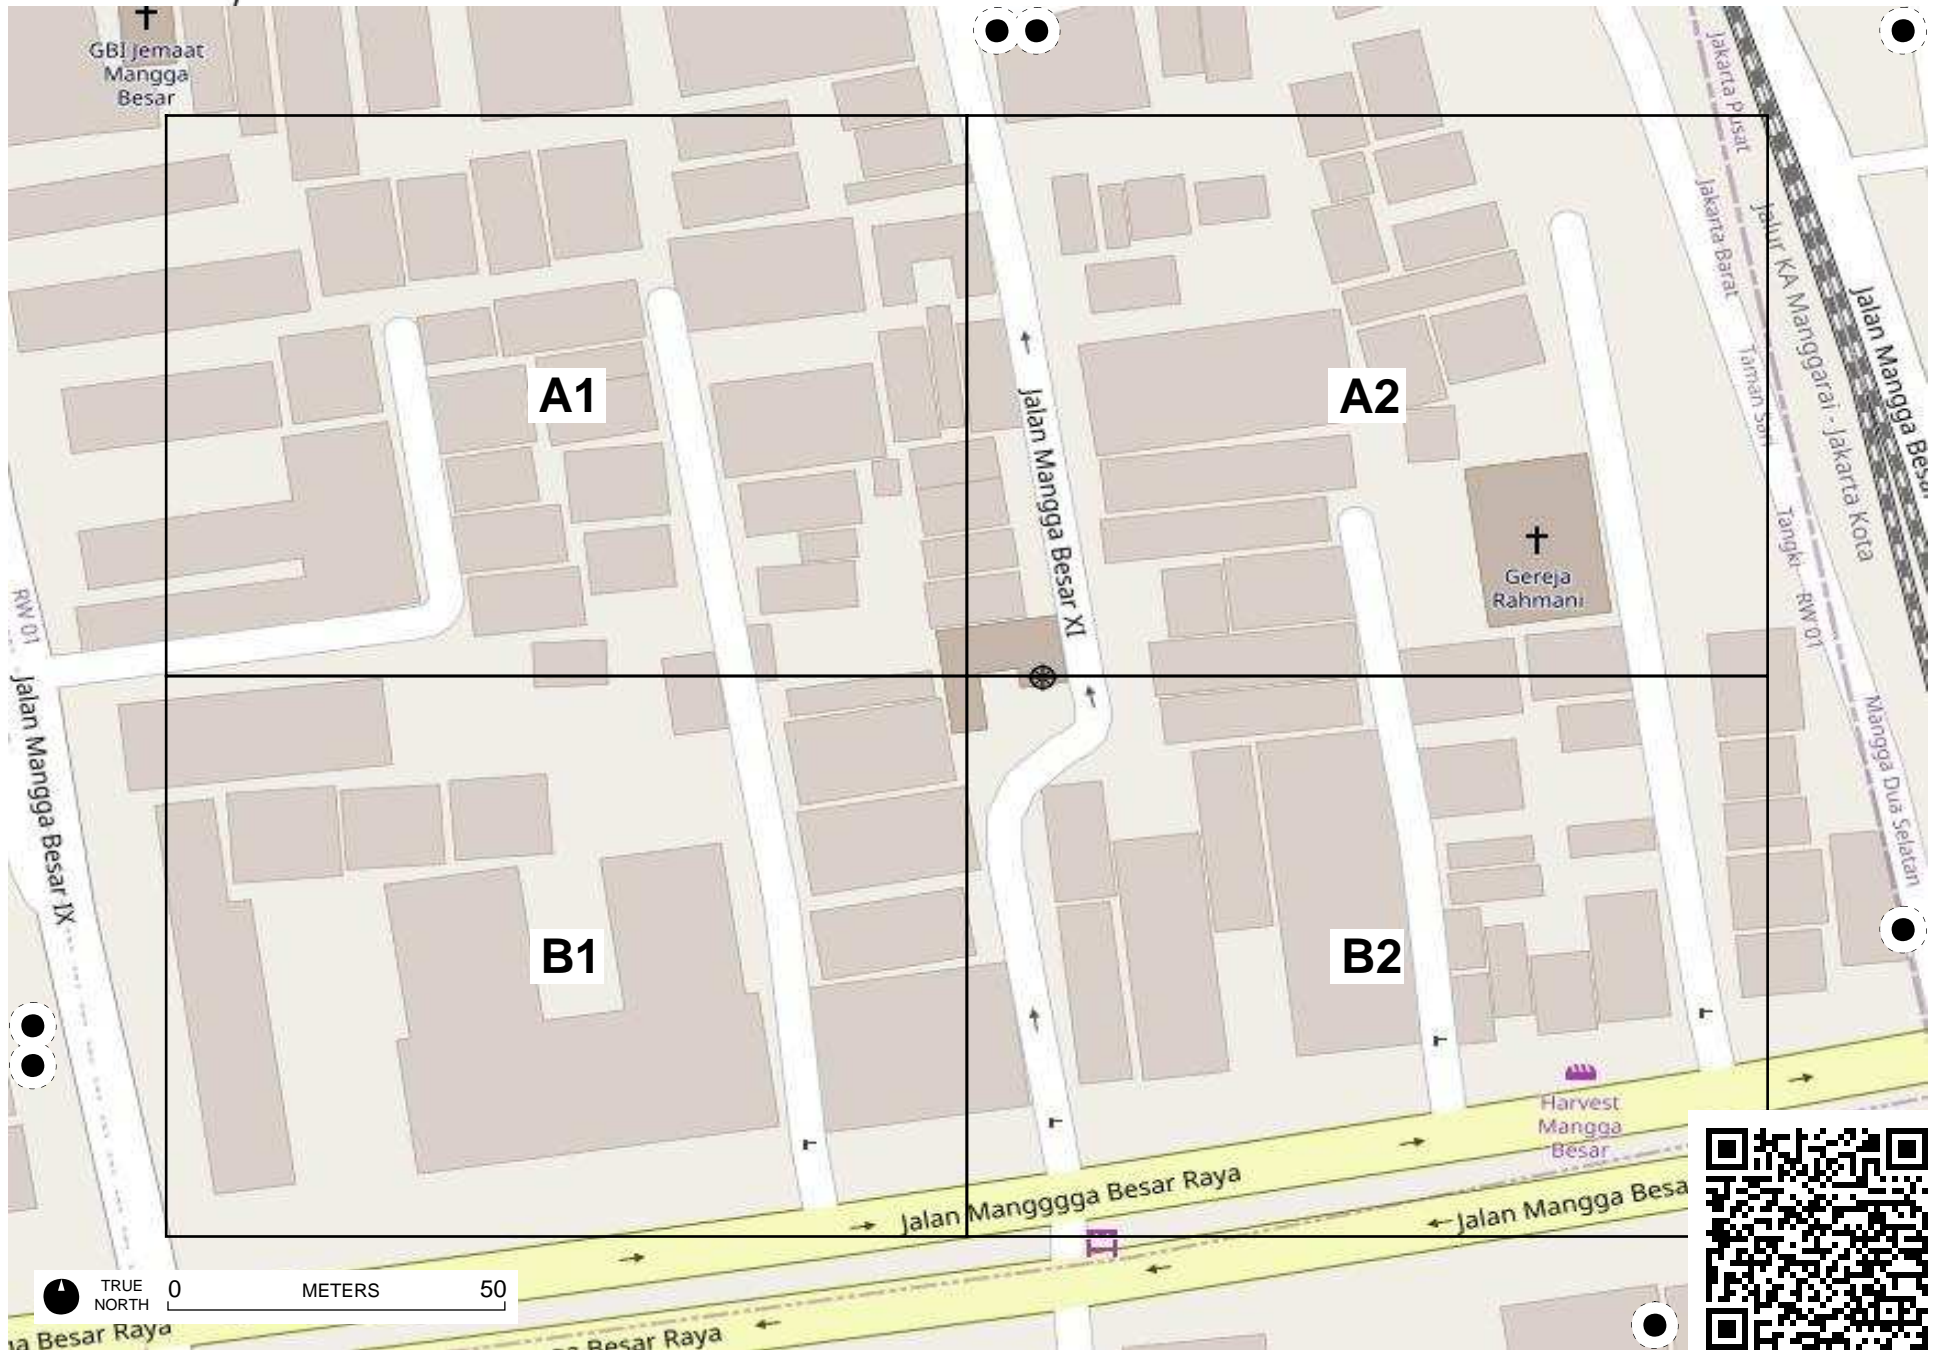 GBI Jemaat
Mangga
Besar
Jakarta Pusat
Jakarta Barat
Jalur KA Manggarai - Jakarta Kota
Jalan Mangga Besa
Taman Sari
A1
A2
Jalan Mangga Besar XI
Gereja
Rahmani
Tangki
RW 01
RW 01
Jalan Mangga Besar IX
Mangga Dua Selatan
B1
B2
Harvest
Mangga
Besar
Jalan Manggggga Besar Raya
Jalan Mangga Besa
TRUE
NORTH
0 METERS 50
ga Besar Raya
a Besar Raya